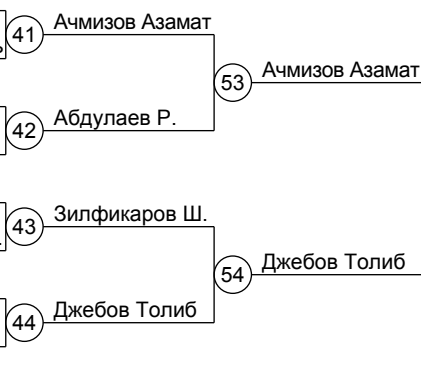 41 Ачмизов Азамат
53 Ачмизов Азамат
42 Абдулаев Р.
43 Зилфикаров Ш.
54 Джебов Толиб
44 Джебов Толиб